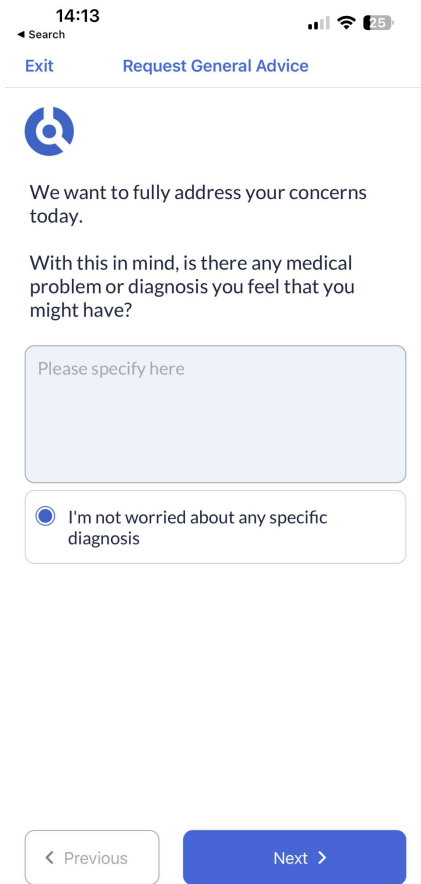 14:13
◀ Search
25
Exit
Request General Advice
We want to fully address your concerns
today.
With this in mind, is there any medical
problem or diagnosis you feel that you
might have?
Please specify here
I'm not worried about any specific
diagnosis
Previous
Next